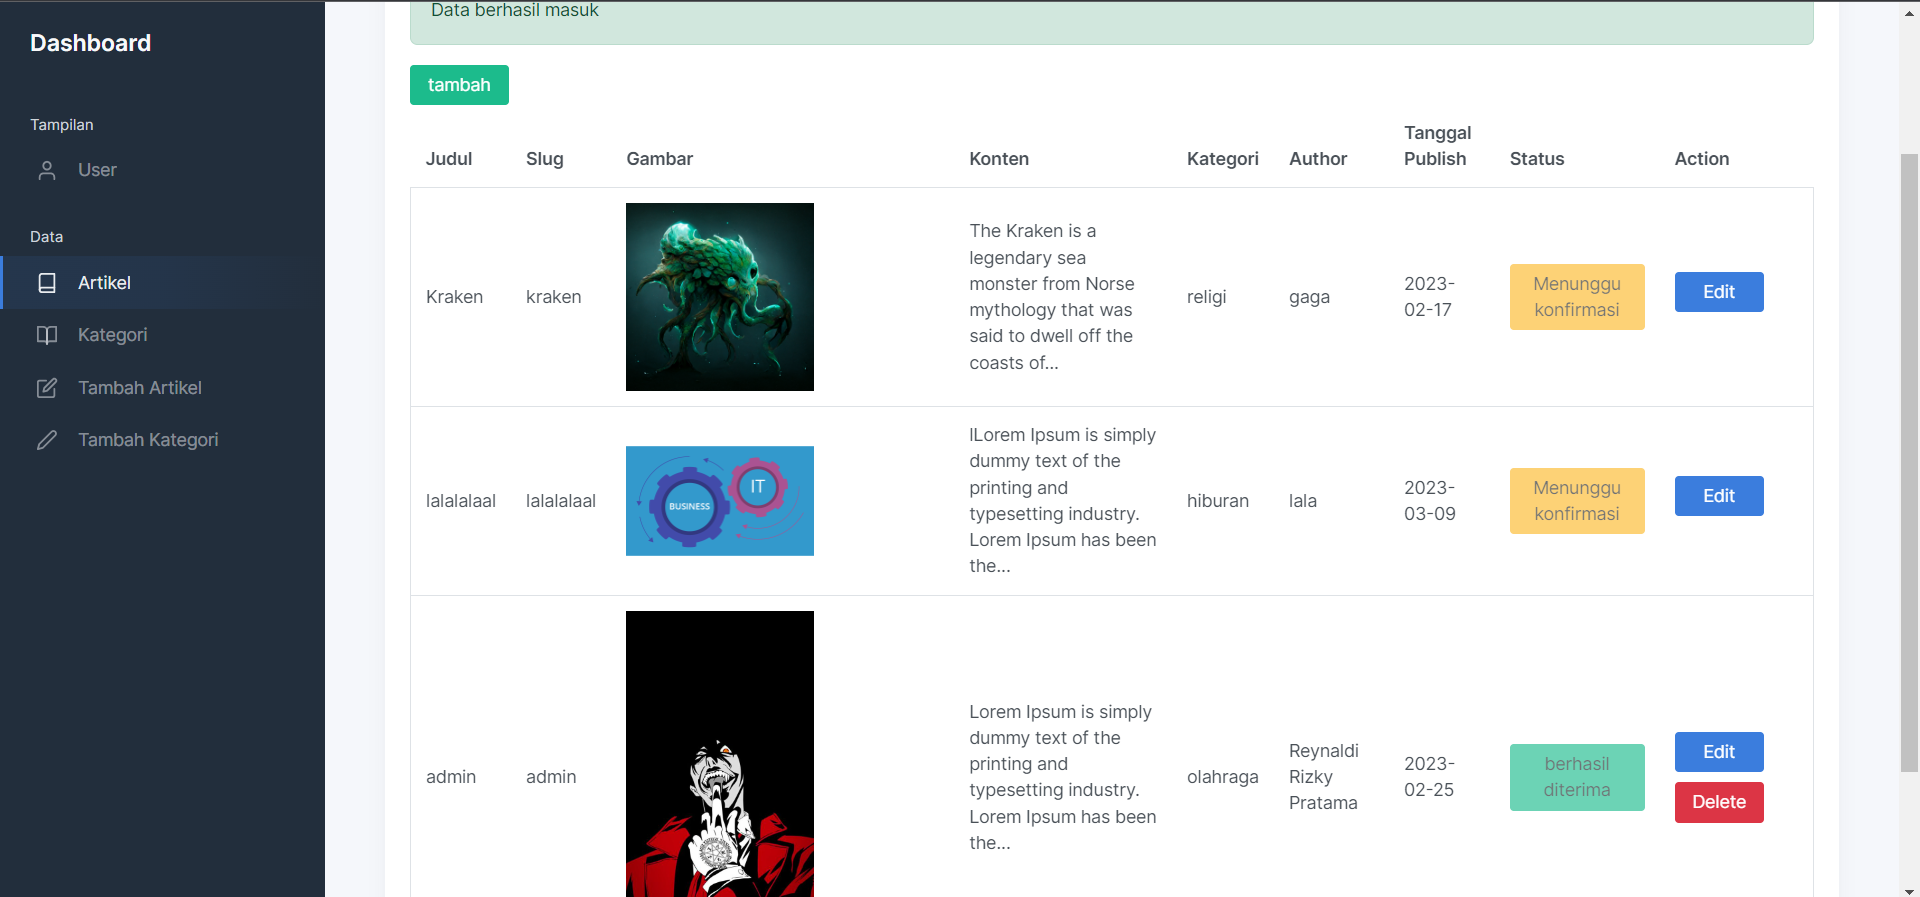 Data berhasil masuk
Dashboard
tambah
Tampilan
User
Data
Artikel
Kategori
Tambah Artikel
Tambah Kategori
Judul
Slug
Gambar
Konten
Kategori
Author
Tanggal
Publish
Status
Action
Kraken
kraken
The Kraken is a
legendary sea
monster from Norse
mythology that was
said to dwell off the
coasts of...
religi
gaga
2023-
02-17
Menunggu
konfirmasi
Edit
lalalalaal
lalalalaal
BUSINESS
IT
lLorem Ipsum is simply
dummy text of the
printing and
typesetting industry.
Lorem Ipsum has been
the...
hiburan
lala
2023-
03-09
Menunggu
konfirmasi
Edit
admin
admin
Lorem Ipsum is simply
dummy text of the
printing and
typesetting industry.
Lorem Ipsum has been
the...
olahraga
Reynaldi
Rizky
Pratama
2023-
02-25
berhasil
diterima
Edit
Delete